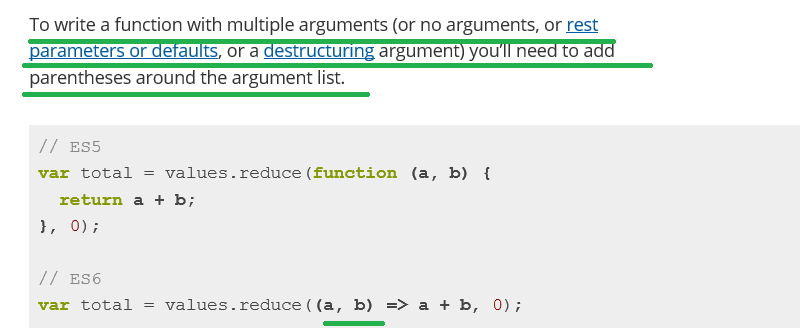 To write a function with multiple arguments (or no arguments, or rest
parameters or defaults, or a destructuring argument) you'll need to add
parentheses around the argument list.
// ES5
var total = values.reduce(function (a, b) {
  return a + b;
}, 0);
// ES6
var total = values.reduce((a, b) => a + b, 0);